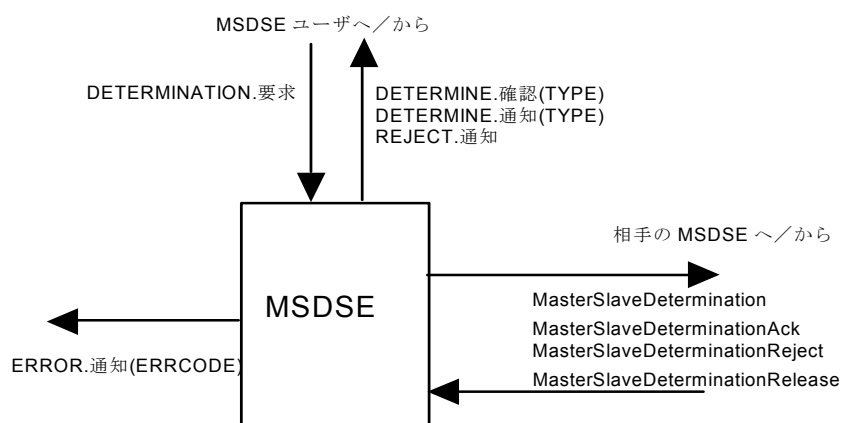 MSDSE ユーザへ／から
DETERMINATION.要求
DETERMINE.確認(TYPE)
DETERMINE.通知(TYPE)
REJECT.通知
相手の MSDSE へ／から
MSDSE
MasterSlaveDetermination
MasterSlaveDeterminationAck
MasterSlaveDeterminationReject
MasterSlaveDeterminationRelease
ERROR.通知(ERRCODE)